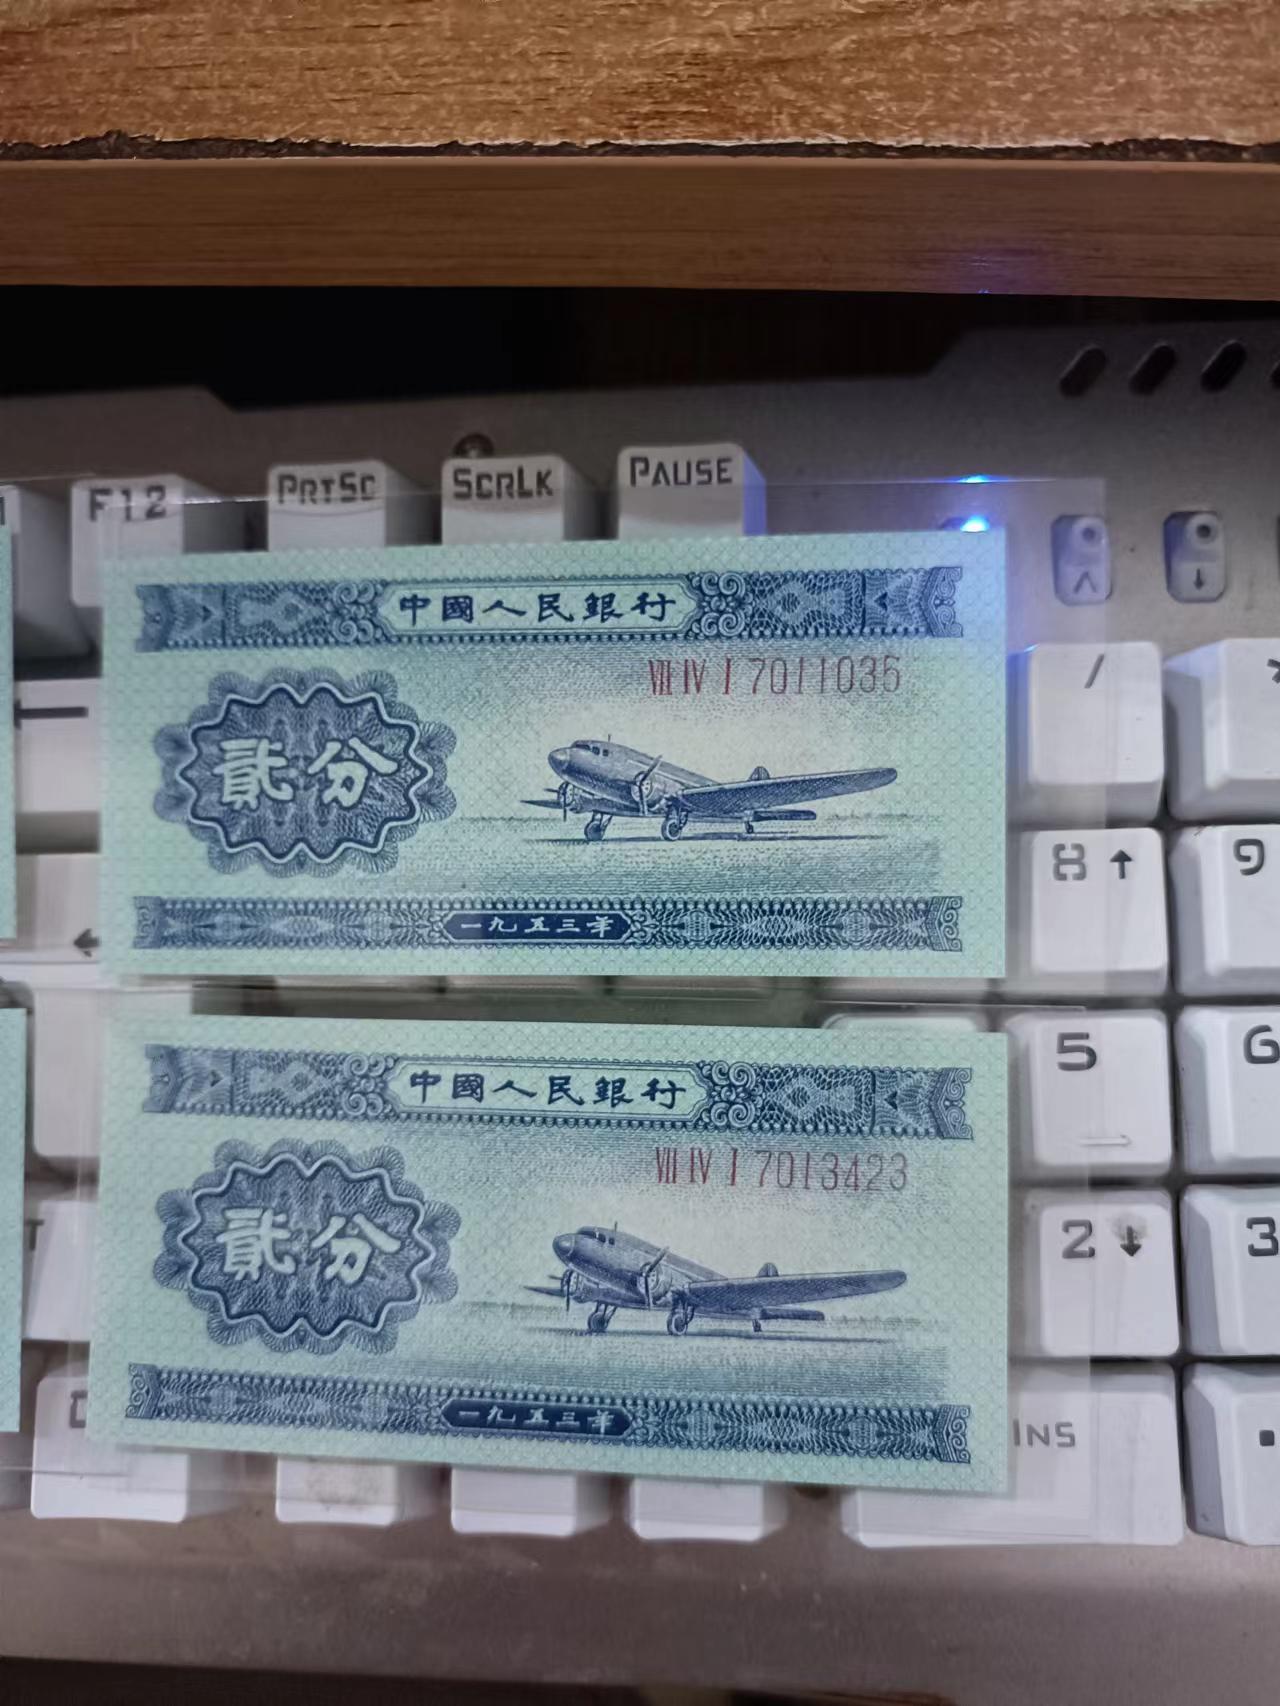 F12
PRTSC
SCRLK
PAUSE
中國人民銀行
VII IV I 7011035
貳分
一九五三年
中國人民銀行
VII IV I 7013423
貳分
一九五三年
/
8 ↑
9
5
6
2 ↓
3
INS
.